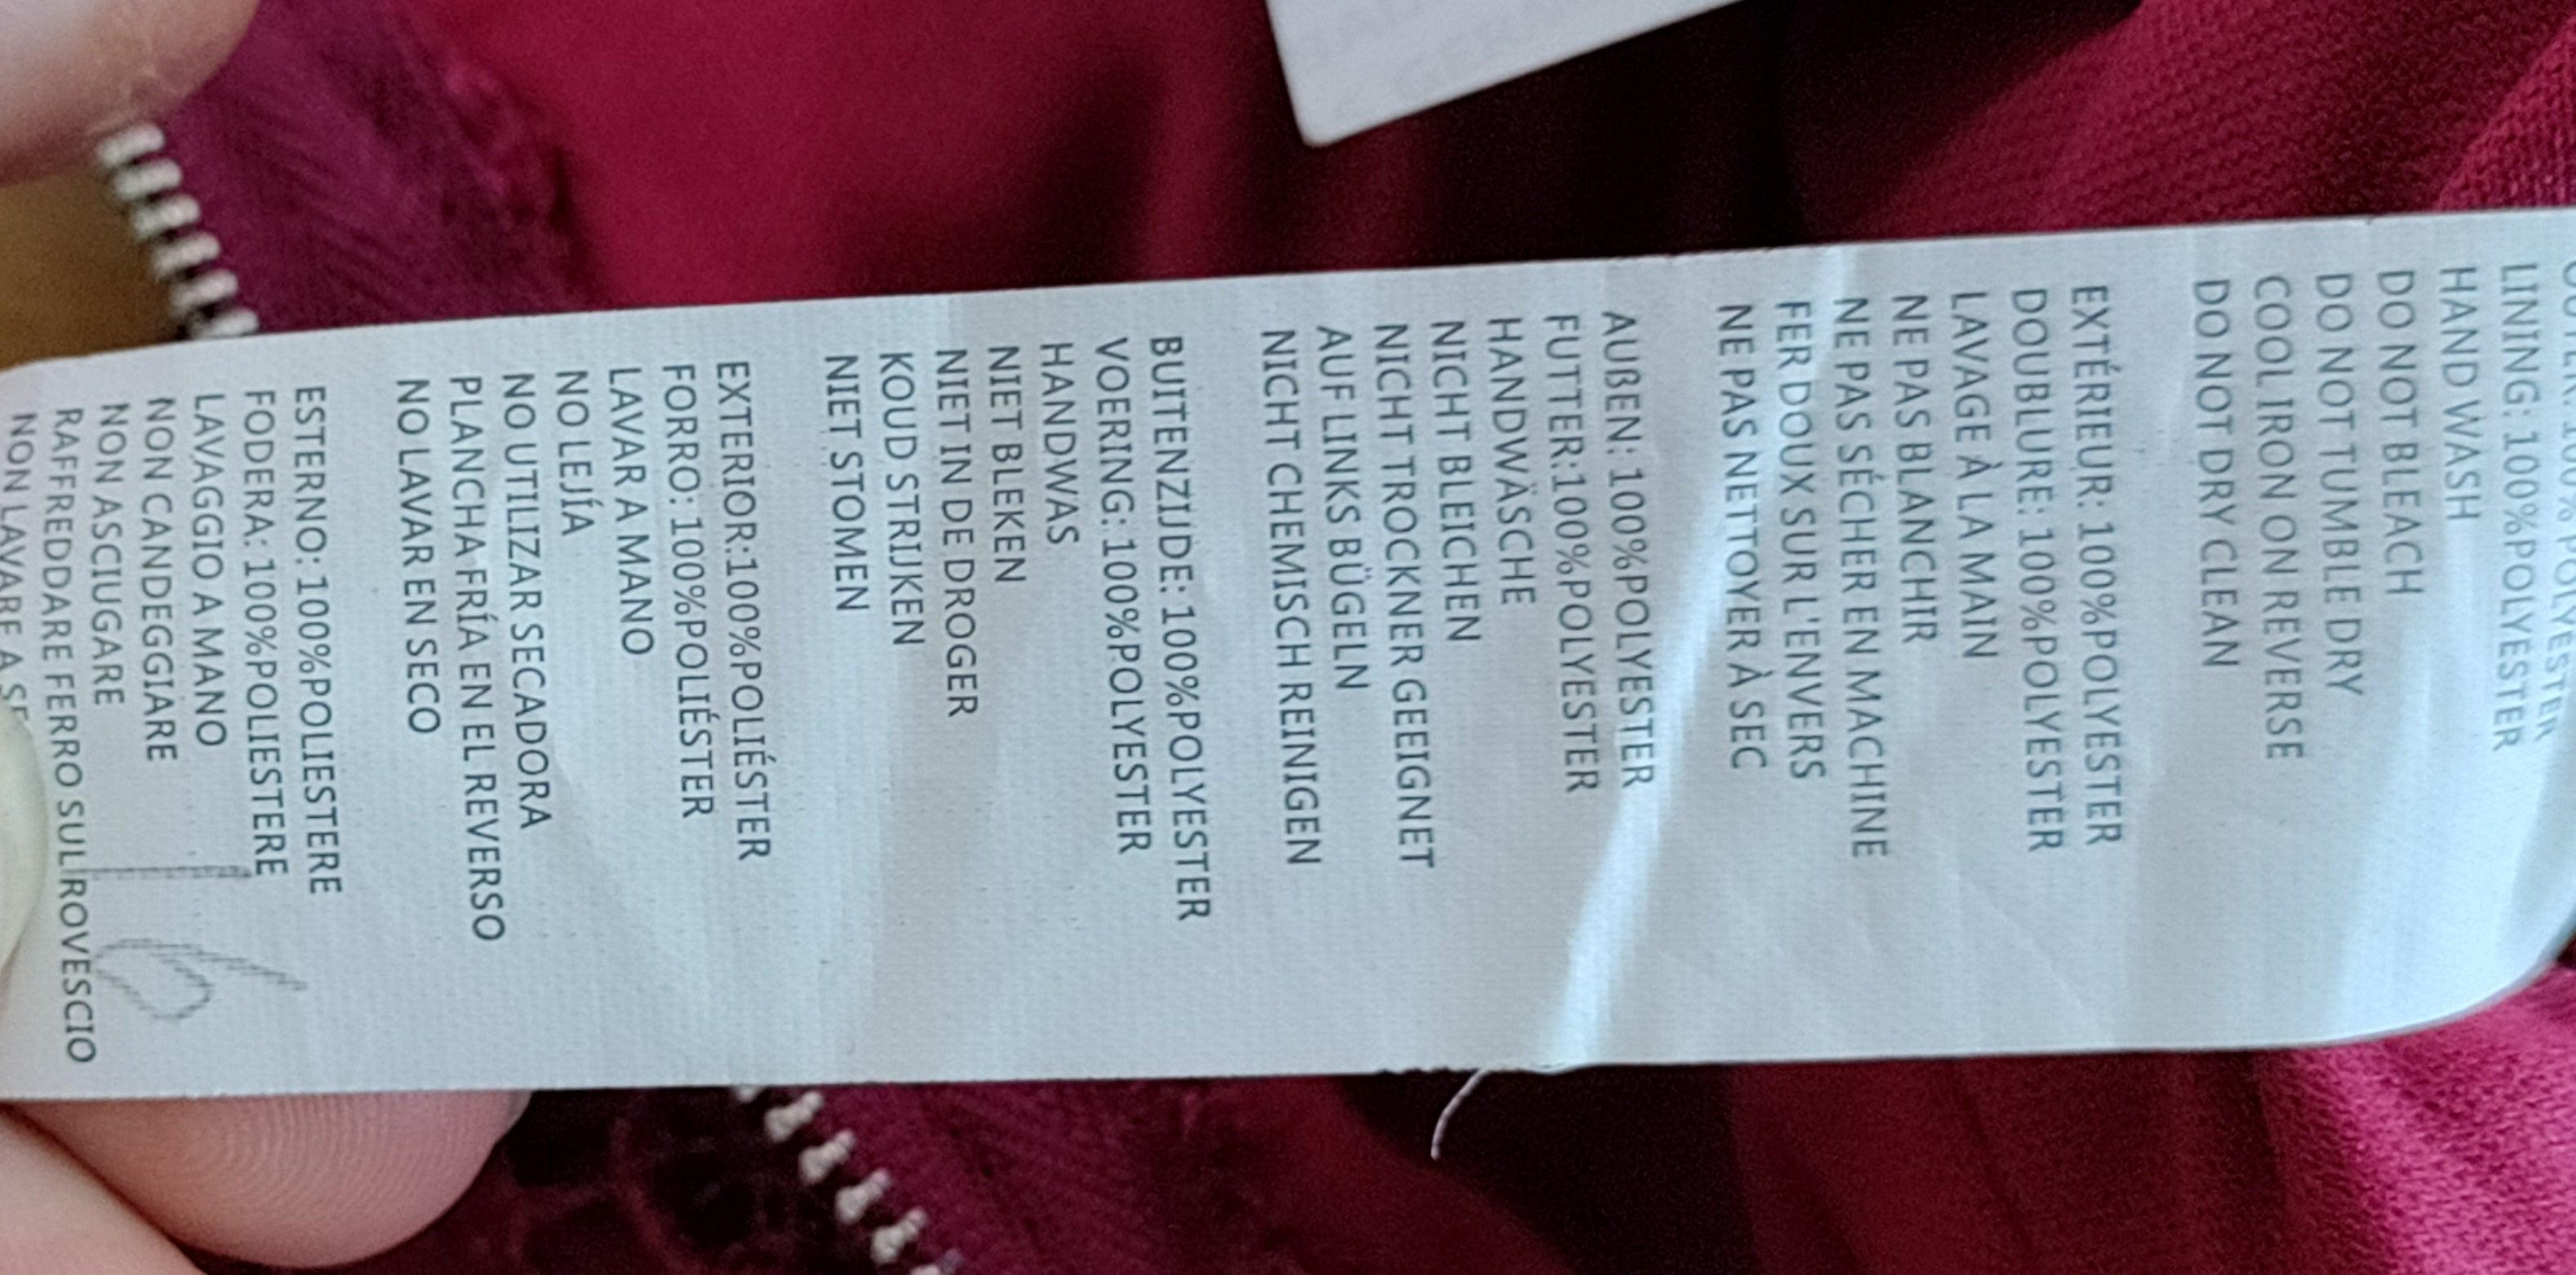 100% POLYESTER
LINING: 100%POLYESTER
HAND WASH
DO NOT BLEACH
DO NOT TUMBLE DRY
COOL IRON ON REVERSE
DO NOT DRY CLEAN
EXTÉRIEUR: 100%POLYESTER
DOUBLURE: 100%POLYESTER
LAVAGE À LA MAIN
NE PAS BLANCHIR
NE PAS SÉCHER EN MACHINE
FER DOUX SUR L'ENVERS
NE PAS NETTOYER À SEC
AUßEN: 100%POLYESTER
FUTTER:100%POLYESTER
HANDWÄSCHE
NICHT BLEICHEN
NICHT TROCKNER GEEIGNET
AUF LINKS BÜGELN
NICHT CHEMISCH REINIGEN
BUITENZIJDE: 100%POLYESTER
VOERING: 100%POLYESTER
HANDWAS
NIET BLEKEN
NIET IN DE DROGER
KOUD STRIJKEN
NIET STOMEN
EXTERIOR:100%POLIÉSTER
FORRO: 100%POLIÉSTER
LAVAR A MANO
NO LEJÍA
NO UTILIZAR SECADORA
PLANCHA FRÍA EN EL REVERSO
NO LAVAR EN SECO
ESTERNO: 100%POLIESTERE
FODERA: 100%POLIESTERE
LAVAGGIO A MANO
NON CANDEGGIARE
NON ASCIUGARE
RAFFREDDARE FERRO SUL ROVESCIO
NON LAVARE A